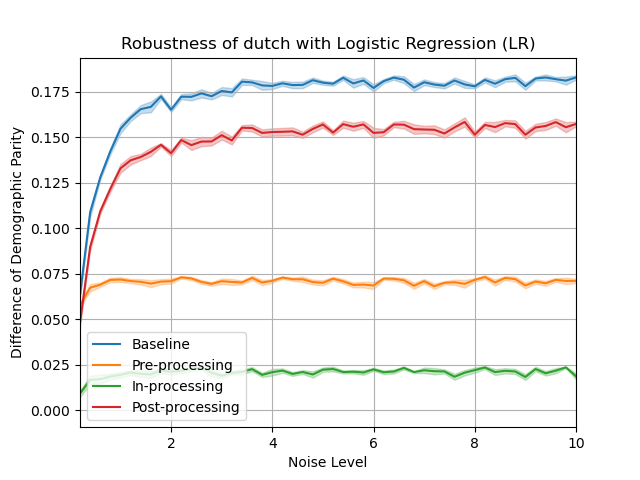 Robustness of dutch with Logistic Regression (LR)
Difference of Demographic Parity
0.175
0.150
0.125
0.100
0.075
0.050
0.025
0.000
Baseline
Pre-processing
In-processing
Post-processing
2
4
6
8
10
Noise Level